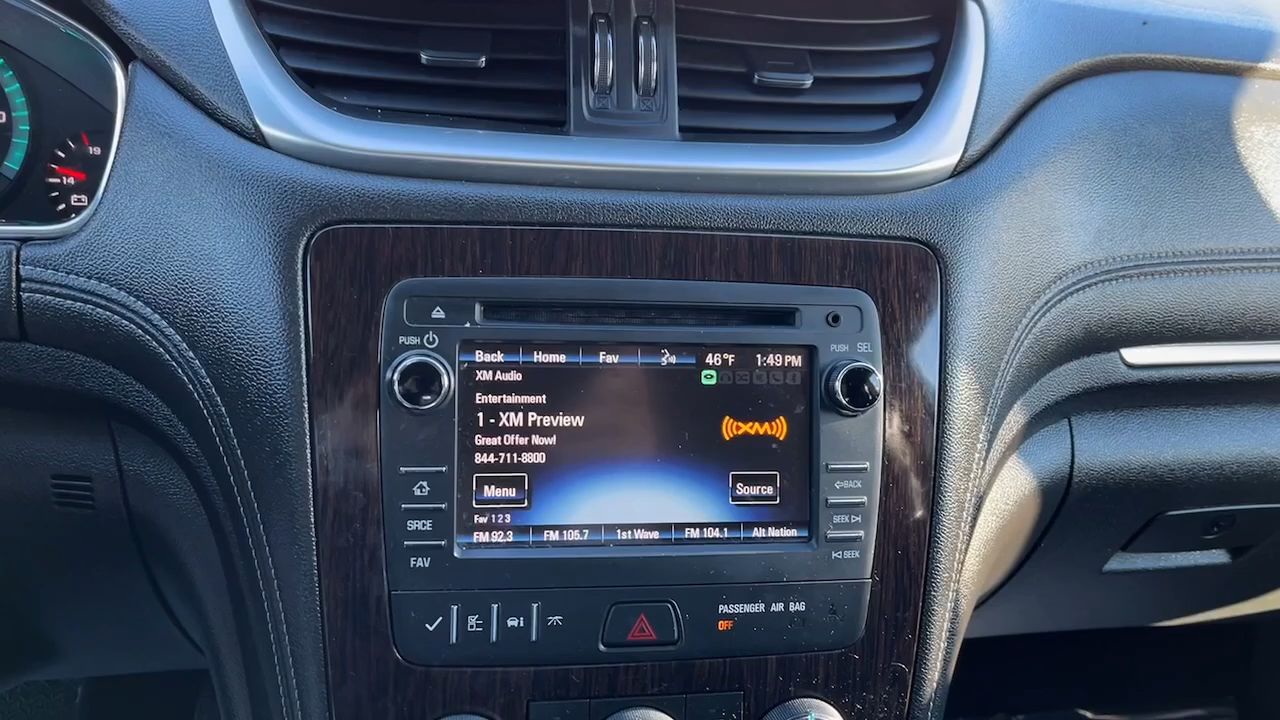 19
14
PUSH
PUSH SEL
Back Home Fav 46°F 1:49 PM
XM Audio
Entertainment
1 - XM Preview
Great Offer Now!
844-711-8800
((XM))
Menu Source
Fav 1 2 3
FM 92.3 FM 105.7 1st Wave FM 104.1 Alt Nation
SRCE
FAV
BACK
SEEK
SEEK
PASSENGER AIR BAG
OFF